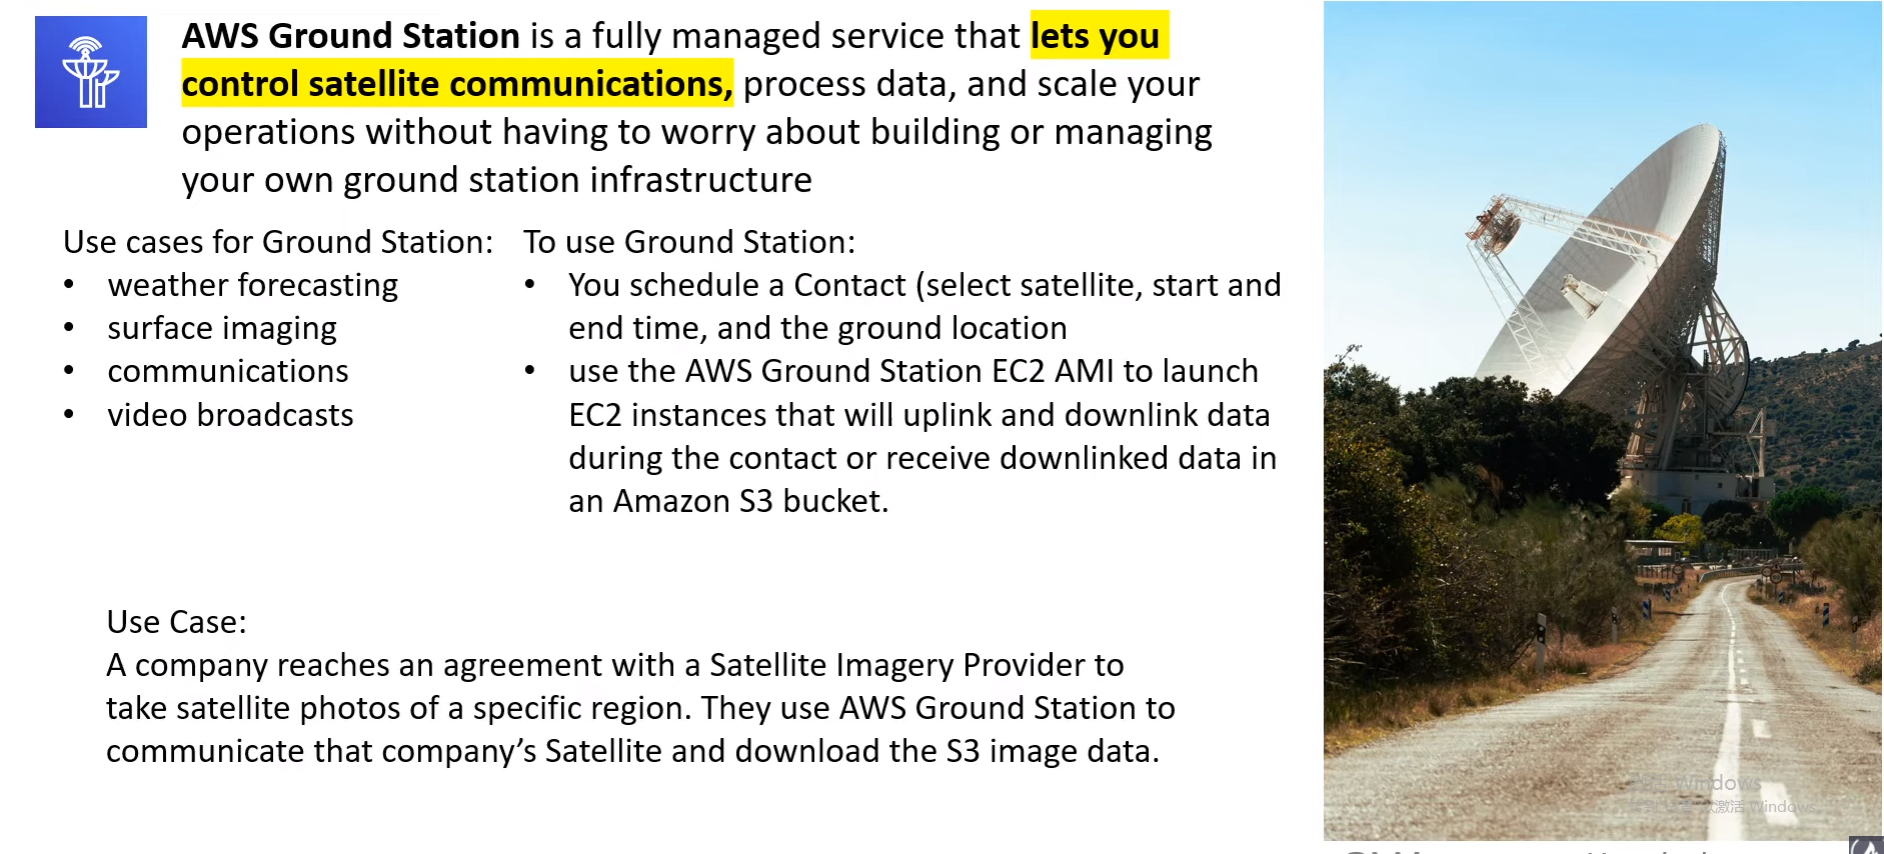 AWS Ground Station is a fully managed service that lets you
control satellite communications, process data, and scale your
operations without having to worry about building or managing
your own ground station infrastructure
Use cases for Ground Station:
• weather forecasting
• surface imaging
• communications
• video broadcasts
To use Ground Station:
• You schedule a Contact (select satellite, start and
end time, and the ground location
• use the AWS Ground Station EC2 AMI to launch
EC2 instances that will uplink and downlink data
during the contact or receive downlinked data in
an Amazon S3 bucket.
Use Case:
A company reaches an agreement with a Satellite Imagery Provider to
take satellite photos of a specific region. They use AWS Ground Station to
communicate that company’s Satellite and download the S3 image data.
Windows
激活 Windows